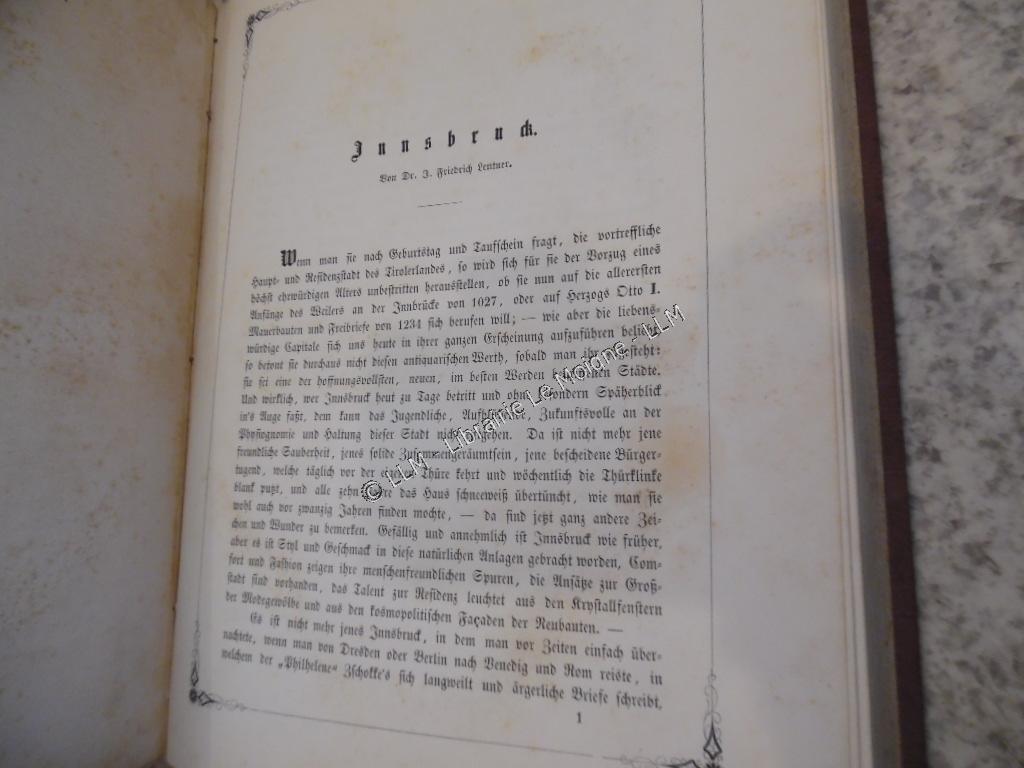 Innsbruck.
Von Dr. J. Friedrich Lentner.
Wenn man sie nach Geburtstag und Taufschein fragt, die vortreffliche
Haupt- und Residenzstadt des Tirolerlandes, so wird sich für sie der Vorzug eines
höchst ehrwürdigen Alters unbestritten herausstellen, ob sie nun auf die allerersten
Anfänge des Weilers an der Innbrücke von 1027, oder auf Herzogs Otto I.
Mauerbauten und Freibriefe von 1234 sich berufen will; — wie aber die liebens-
würdige Capitale sich uns heute in ihrer ganzen Erscheinung aufzuführen beliebt,
so betont sie durchaus nicht diesen antiquarischen Werth, sobald man ihr gesteht:
sie sei eine der hoffnungsvollsten, neuen, im besten Werden Städte.
Und wirklich, wer Innsbruck heut zu Tage betritt und ohne sondern Späherblick
in's Auge faßt, dem kann das Jugendliche, Aufblühende, Zukunftsvolle an der
Physiognomie und Haltung dieser Stadt nicht entgehen. Da ist nicht mehr jene
freundliche Sauberheit, jenes solide Zusammengeräumtsein, jene bescheidene Bürger-
tugend, welche täglich vor der eigenen Thüre kehrt und wöchentlich die Thürklinke
blank putzt, und alle zehn Jahre das Haus schneeweiß übertüncht, wie man sie
wohl auch vor zwanzig Jahren finden mochte, — da sind jetzt ganz andere Zei-
chen und Wunder zu bemerken. Gefällig und annehmlich ist Innsbruck wie früher,
aber es ist Styl und Geschmack in diese natürlichen Anlagen gebracht worden, Com-
fort und Fashion zeigen ihre menschenfreundlichen Spuren, die Ansätze zur Groß-
stadt sind vorhanden, das Talent zur Residenz leuchtet aus den Krystallfenstern
der Modegewölbe und aus den kosmopolitischen Façaden der Neubauten. —
Es ist nicht mehr jenes Innsbruck, in dem man vor Zeiten einfach über-
nachtete, wenn man von Dresden oder Berlin nach Venedig und Rom reiste, in
welchem der „Philhelene“ Zschokke's sich langweilt und ärgerliche Briefe schreibt,
1
© LLM - Librairie Le Molone - LLM